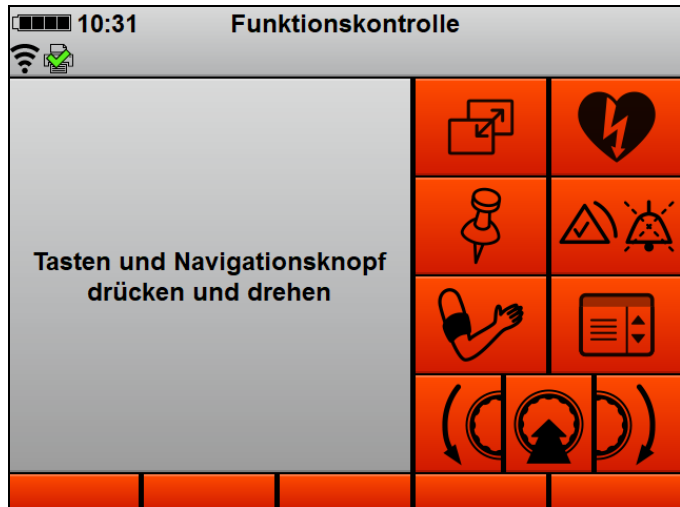 10:31 Funktionskontrolle
Tasten und Navigationsknopf
drücken und drehen